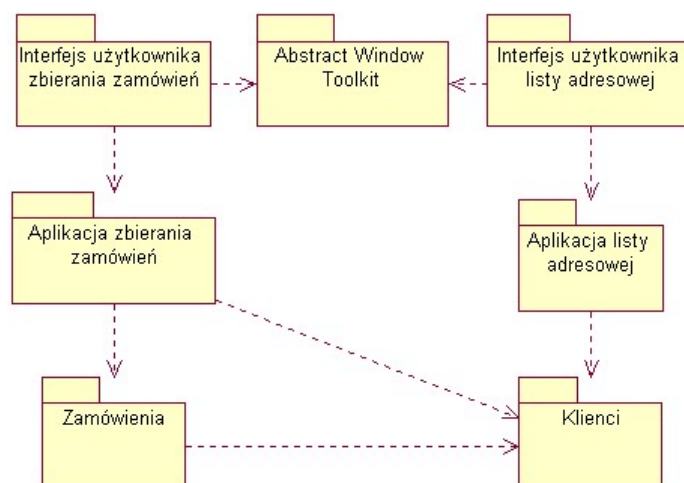 Interfejs użytkownika
zbierania zamówień
Abstract Window
Toolkit
Interfejs użytkownika
listy adresowej
Aplikacja zbierania
zamówień
Aplikacja listy
adresowej
Zamówienia
Klienci